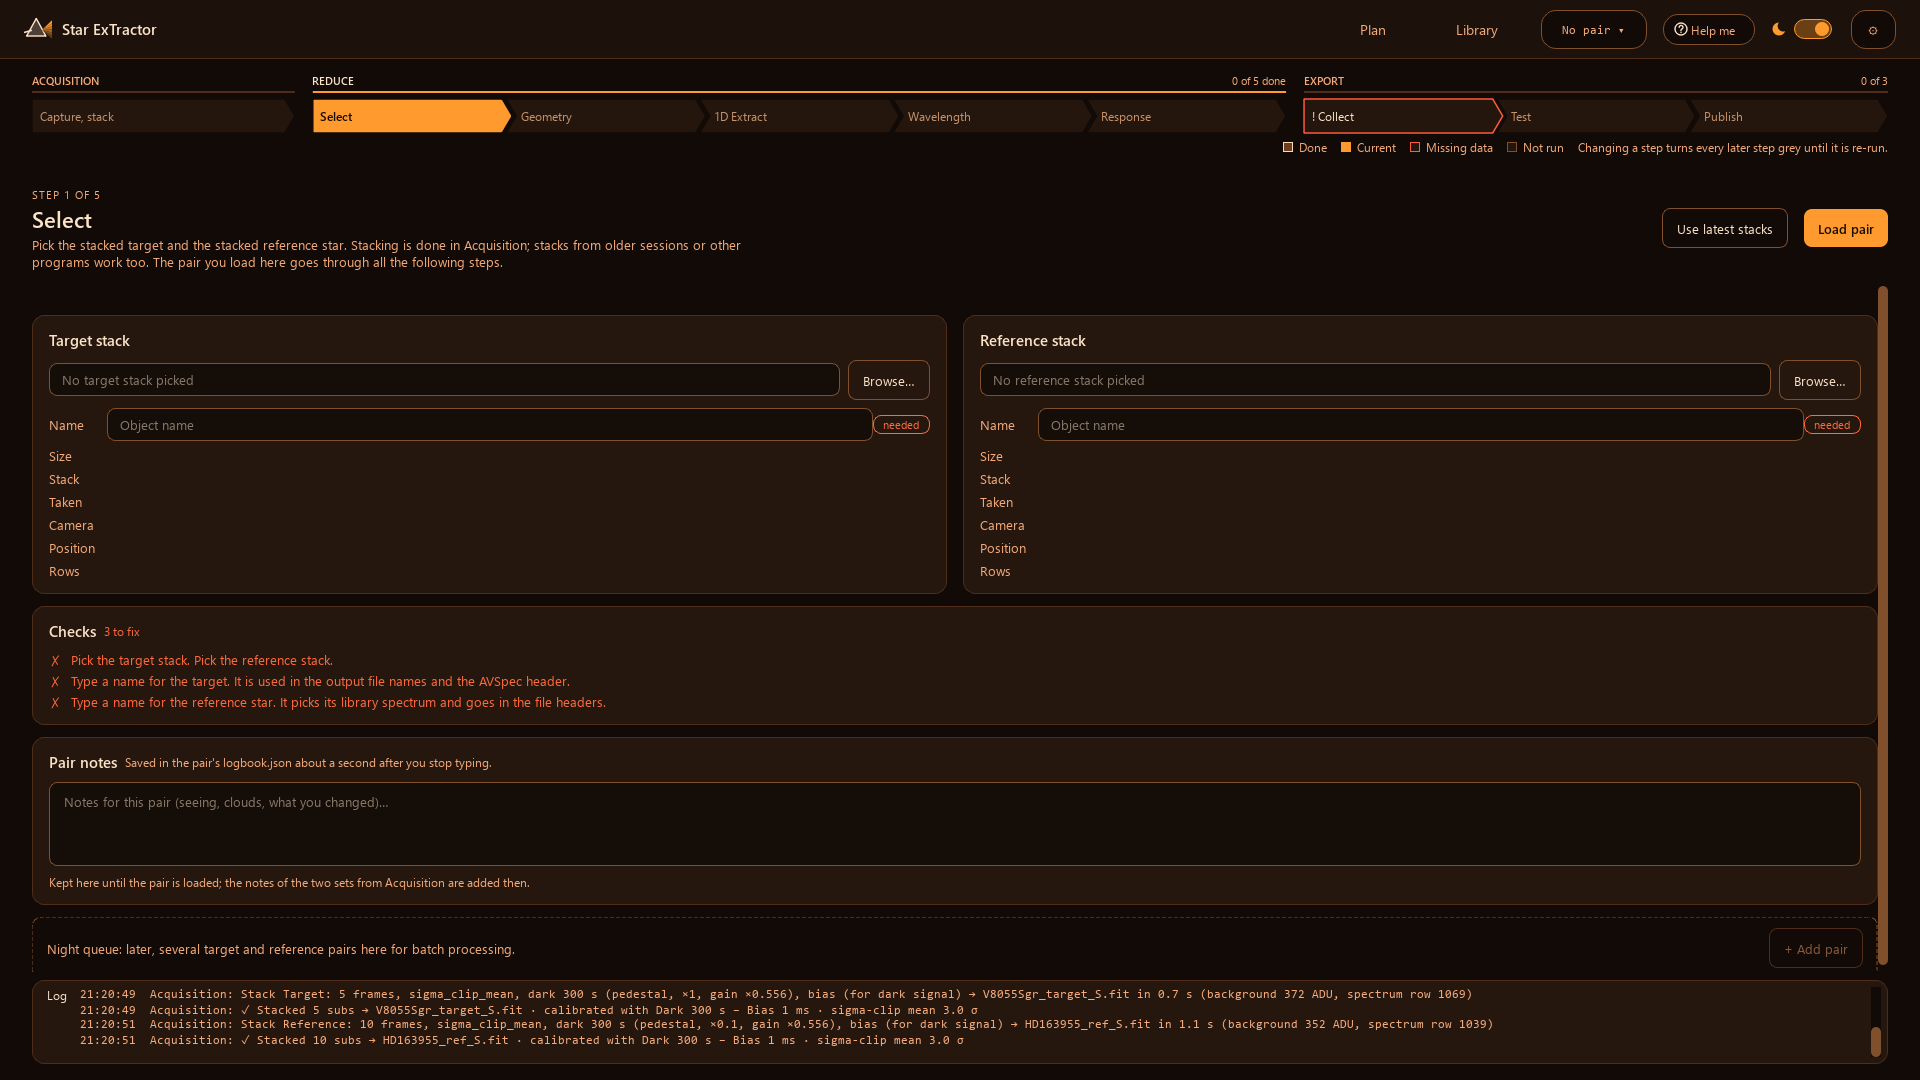 Star ExTractor
Plan
Library
No pair ▾
Help me
ACQUISITION
REDUCE
0 of 5 done
EXPORT
0 of 3
Capture, stack
Select
Geometry
1D Extract
Wavelength
Response
! Collect
Test
Publish
Done
Current
Missing data
Not run
Changing a step turns every later step grey until it is re-run.
STEP 1 OF 5
Select
Pick the stacked target and the stacked reference star. Stacking is done in Acquisition; stacks from older sessions or other
programs work too. The pair you load here goes through all the following steps.
Use latest stacks
Load pair
Target stack
No target stack picked
Browse...
Name
Object name
needed
Size
Stack
Taken
Camera
Position
Rows
Reference stack
No reference stack picked
Browse...
Name
Object name
needed
Size
Stack
Taken
Camera
Position
Rows
Checks 3 to fix
✗ Pick the target stack. Pick the reference stack.
✗ Type a name for the target. It is used in the output file names and the AVSpec header.
✗ Type a name for the reference star. It picks its library spectrum and goes in the file headers.
Pair notes Saved in the pair's logbook.json about a second after you stop typing.
Notes for this pair (seeing, clouds, what you changed)...
Kept here until the pair is loaded; the notes of the two sets from Acquisition are added then.
Night queue: later, several target and reference pairs here for batch processing.
+ Add pair
Log
21:20:49 Acquisition: Stack Target: 5 frames, sigma_clip_mean, dark 300 s (pedestal, ×1, gain ×0.556), bias (for dark signal) → V8055Sgr_target_S.fit in 0.7 s (background 372 ADU, spectrum row 1069)
21:20:49 Acquisition: ✓ Stacked 5 subs → V8055Sgr_target_S.fit · calibrated with Dark 300 s – Bias 1 ms · sigma-clip mean 3.0 σ
21:20:51 Acquisition: Stack Reference: 10 frames, sigma_clip_mean, dark 300 s (pedestal, ×0.1, gain ×0.556), bias (for dark signal) → HD163955_ref_S.fit in 1.1 s (background 352 ADU, spectrum row 1039)
21:20:51 Acquisition: ✓ Stacked 10 subs → HD163955_ref_S.fit · calibrated with Dark 300 s – Bias 1 ms · sigma-clip mean 3.0 σ